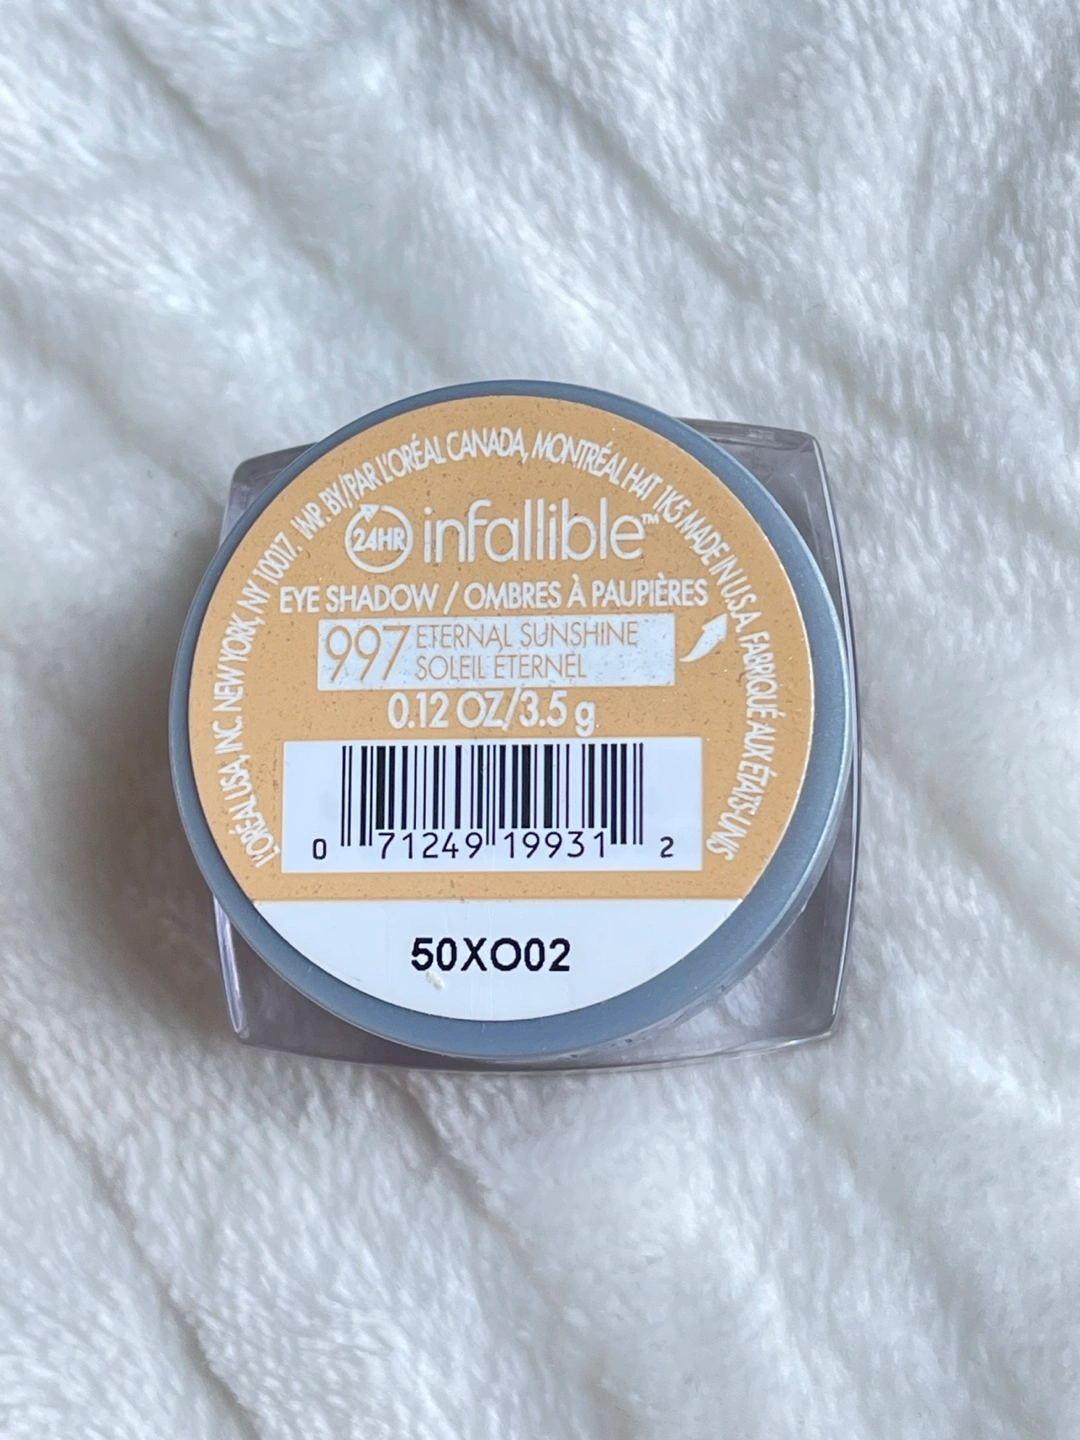 L'ORÉAL USA, INC. NEW YORK, NY 10017. IMP. BY/PAR L'ORÉAL CANADA, MONTRÉAL H4T 1K5 MADE IN U.S.A. FABRIQUÉ AUX ÉTATS-UNIS
24HR infallible™
EYE SHADOW / OMBRES À PAUPIÈRES
997 ETERNAL SUNSHINE
SOLEIL ÉTERNEL
0.12 OZ/3.5 g
0 71249 19931 2
50XO02